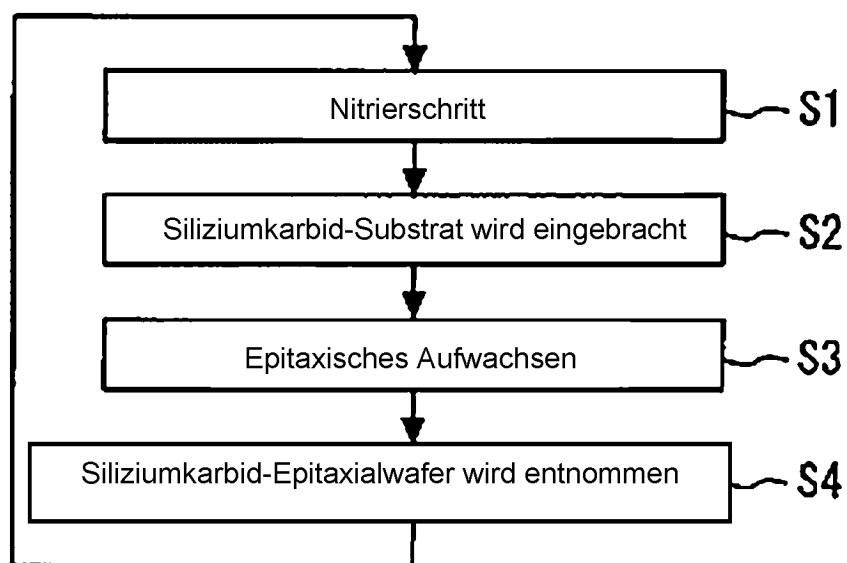 Nitrierschritt S1
Siliziumkarbid-Substrat wird eingebracht S2
Epitaxisches Aufwachsen S3
Siliziumkarbid-Epitaxialwafer wird entnommen S4